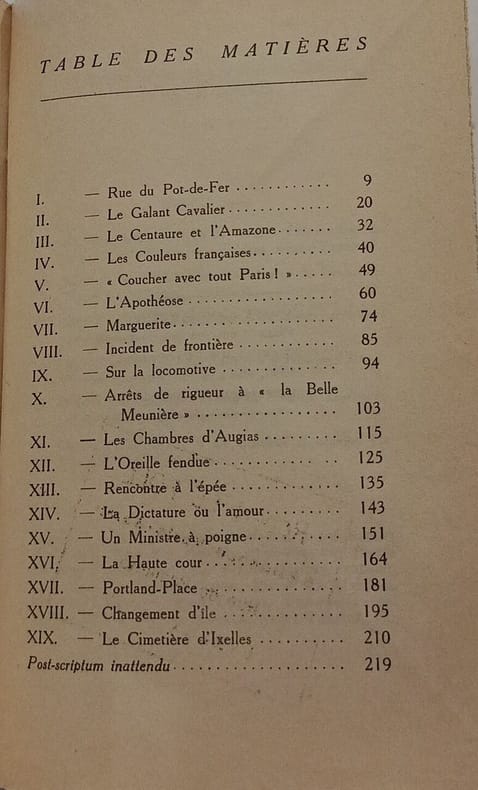 TABLE DES MATIÈRES
I. — Rue du Pot-de-Fer ............ 9
II. — Le Galant Cavalier ............ 20
III. — Le Centaure et l'Amazone ....... 32
IV. — Les Couleurs françaises .......... 40
V. — « Coucher avec tout Paris ! » ..... 49
VI. — L'Apothéose .................. 60
VII. — Marguerite .................... 74
VIII. — Incident de frontière ............ 85
IX. — Sur la locomotive .............. 94
X. — Arrêts de rigueur à « la Belle
Meunière » ................. 103
XI. — Les Chambres d'Augias ......... 115
XII. — L'Oreille fendue ............... 125
XIII. — Rencontre à l'épée ............. 135
XIV. — La Dictature ou l'amour ......... 143
XV. — Un Ministre à poigne ........... 151
XVI. — La Haute cour ................ 164
XVII. — Portland-Place ................ 181
XVIII. — Changement d'île .............. 195
XIX. — Le Cimetière d'Ixelles .......... 210
Post-scriptum inattendu .................... 219